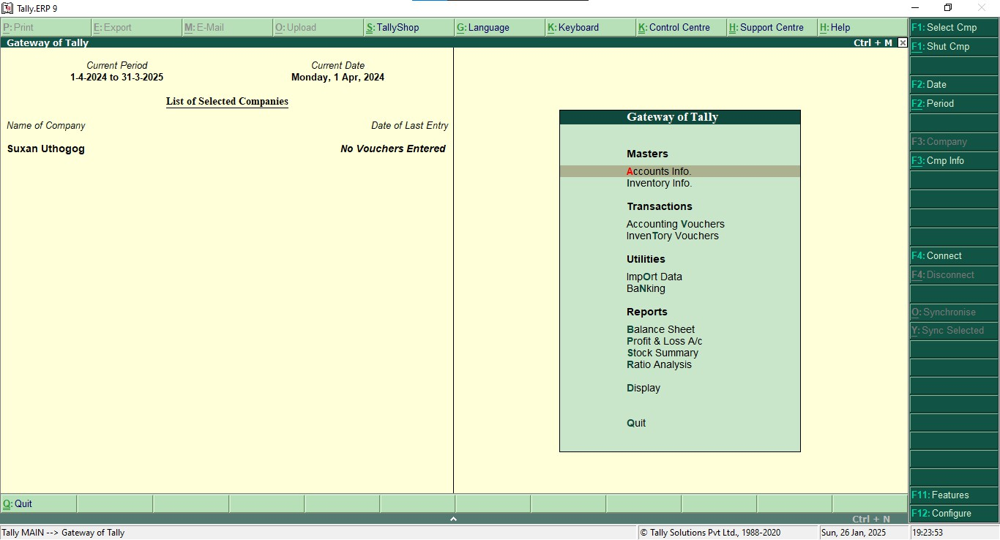 Tally.ERP 9
P: Print E: Export M: E-Mail O: Upload S: TallyShop G: Language K: Keyboard K: Control Centre H: Support Centre H: Help
Gateway of Tally Ctrl + M
Current Period Current Date
1-4-2024 to 31-3-2025 Monday, 1 Apr, 2024
List of Selected Companies
Name of Company Date of Last Entry
Suxan Uthogog No Vouchers Entered
Gateway of Tally
Masters
Accounts Info.
Inventory Info.
Transactions
Accounting Vouchers
InvenTory Vouchers
Utilities
ImpOrt Data
BaNking
Reports
Balance Sheet
Profit & Loss A/c
Stock Summary
Ratio Analysis
Display
Quit
F1: Select Cmp
F1: Shut Cmp
F2: Date
F2: Period
F3: Company
F3: Cmp Info
F4: Connect
F4: Disconnect
O: Synchronise
Y: Sync Selected
F11: Features
F12: Configure
Q: Quit
Ctrl + N
Tally MAIN --> Gateway of Tally © Tally Solutions Pvt Ltd., 1988-2020 Sun, 26 Jan, 2025 19:23:53